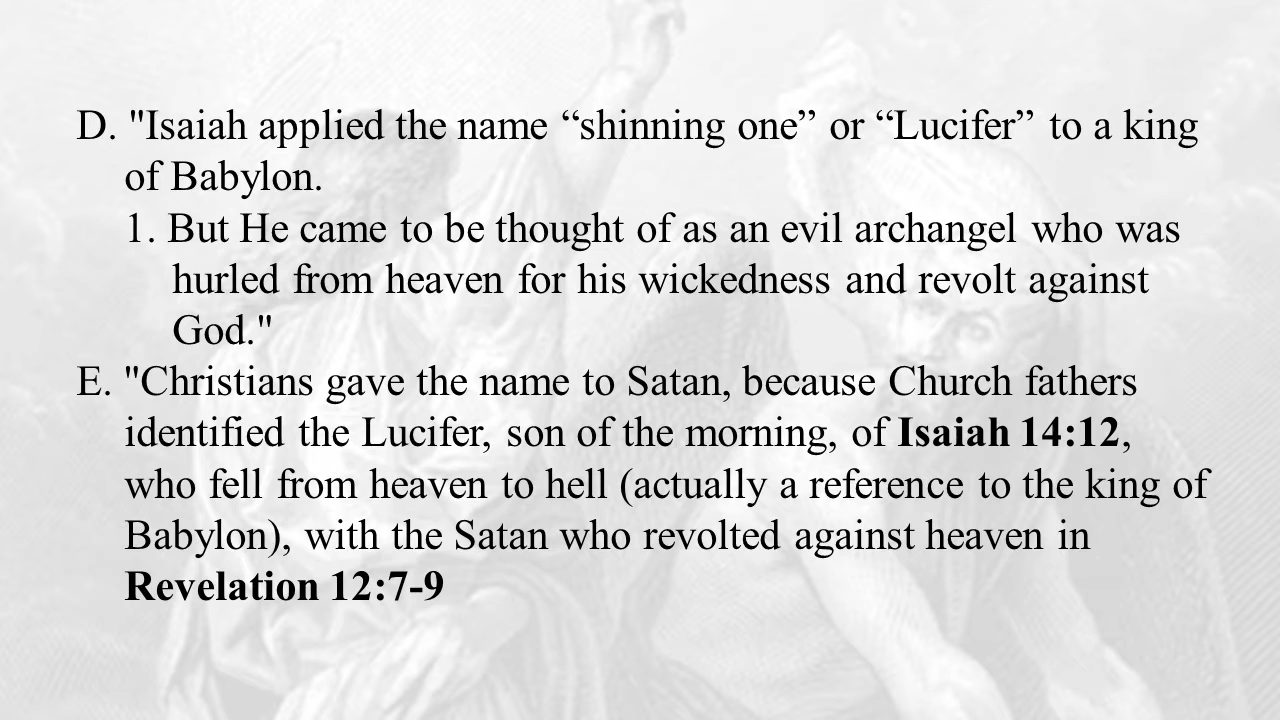 D. "Isaiah applied the name “shinning one” or “Lucifer” to a king
of Babylon.
1. But He came to be thought of as an evil archangel who was
hurled from heaven for his wickedness and revolt against
God."
E. "Christians gave the name to Satan, because Church fathers
identified the Lucifer, son of the morning, of Isaiah 14:12,
who fell from heaven to hell (actually a reference to the king of
Babylon), with the Satan who revolted against heaven in
Revelation 12:7-9